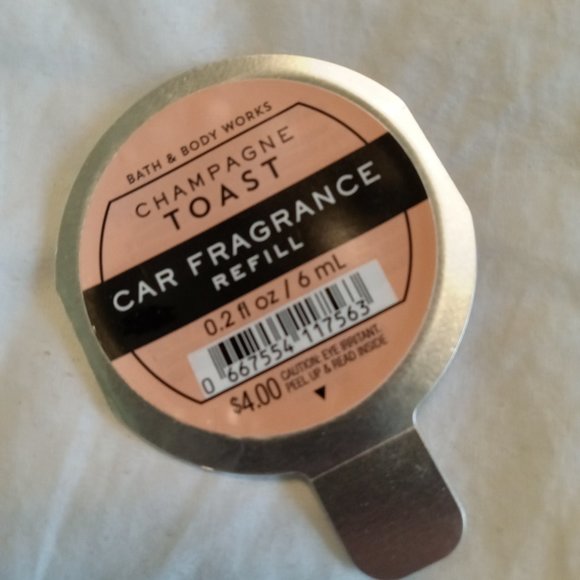 BATH & BODY WORKS
CHAMPAGNE
TOAST
CAR FRAGRANCE
REFILL
0.2 fl oz / 6 mL
0 667554 117563
$4.00
CAUTION: EYE IRRITANT.
PEEL UP & READ INSIDE